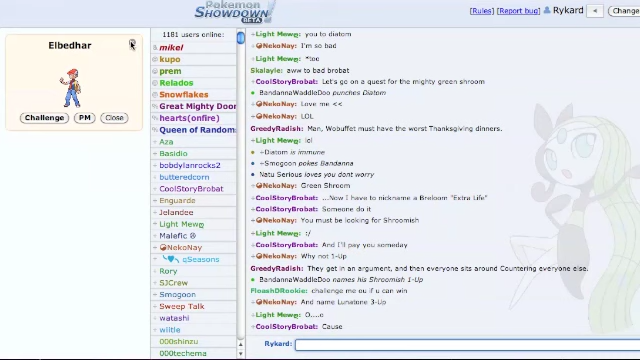 Pokemon
SHOWDOWN
BETA
[Rules] [Report bug]
Rykard
Change
Elbedhar
Challenge
PM
Close
1181 users online:
mikel
kupo
prem
Relados
Snowflakes
Great Mighty Door
hearts(onfire)
Queen of Random
Aza
Basidio
bobdylanrocks2
buttered corn
CoolStoryBrobat
Enguarde
Jelandee
Light Mew
Malefic
NekoNay
qSeasons
Rory
SJCrew
Smogoon
Sweep Talk
watashi
wiltle
000shinzu
000techema
Light Mew: you to diatom
NekoNay: I'm so bad
Light Mew: *too
Skalayle: aww to bad brobat
CoolStoryBrobat: Let's go on a quest for the mighty green shroom
BandannaWaddleDoo punches Diatom
NekoNay: Love me <<
NekoNay: LOL
GreedyRadish: Man, Wobuffet must have the worst Thanksgiving dinners.
Light Mew: lol
+Diatom is immune
+Smogoon pokes Bandanna
Natu Serious loves you dont worry
NekoNay: Green Shroom
CoolStoryBrobat: ...Now I have to nickname a Breloom "Extra Life"
CoolStoryBrobat: Someone do it
NekoNay: You must be looking for Shroomish
Light Mew: :/
CoolStoryBrobat: And I'll pay you someday
NekoNay: Why not 1-Up
GreedyRadish: They get in an argument, and then everyone sits around Countering everyone else.
BandannaWaddleDoo names his Shroomish 1-Up
FloashDRookie: challenge me ou if u can win
NekoNay: And name Lunatone 3-Up
Light Mew: O....o
CoolStoryBrobat: Cause
Rykard: